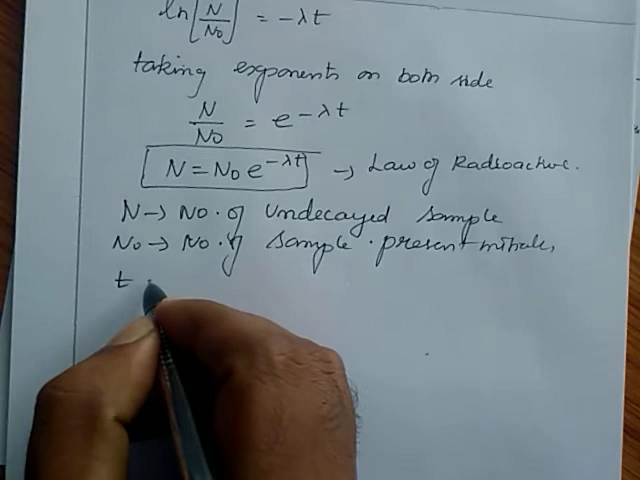 ln[N/N0] = -λt
taking exponents on both side
N/N0 = e-λt
N = N0 e-λt → Law of Radioactive.
N → No. of Undecayed sample
N0 → No. of sample present
t